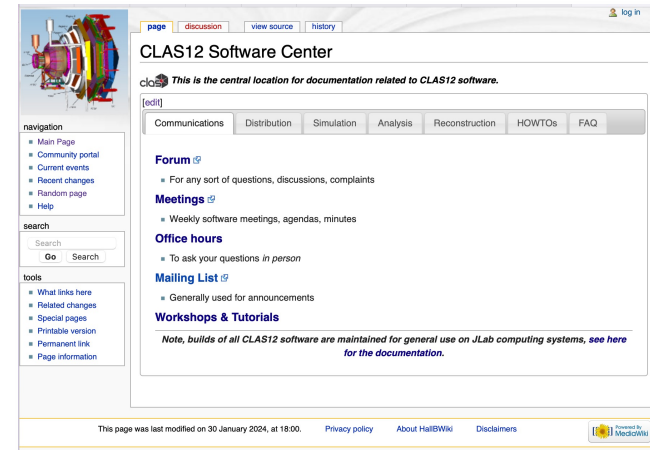 log in
page
discussion
view source
history
CLAS12 Software Center
clas12 This is the central location for documentation related to CLAS12 software.
[edit]
Communications
Distribution
Simulation
Analysis
Reconstruction
HOWTOs
FAQ
Forum
For any sort of questions, discussions, complaints
Meetings
Weekly software meetings, agendas, minutes
Office hours
To ask your questions in person
Mailing List
Generally used for announcements
Workshops & Tutorials
Note, builds of all CLAS12 software are maintained for general use on JLab computing systems, see here
for the documentation.
navigation
Main Page
Community portal
Current events
Recent changes
Random page
Help
search
Search
Go
Search
tools
What links here
Related changes
Special pages
Printable version
Permanent link
Page information
This page was last modified on 30 January 2024, at 18:00.
Privacy policy
About HallBWiki
Disclaimers
Powered By
MediaWiki